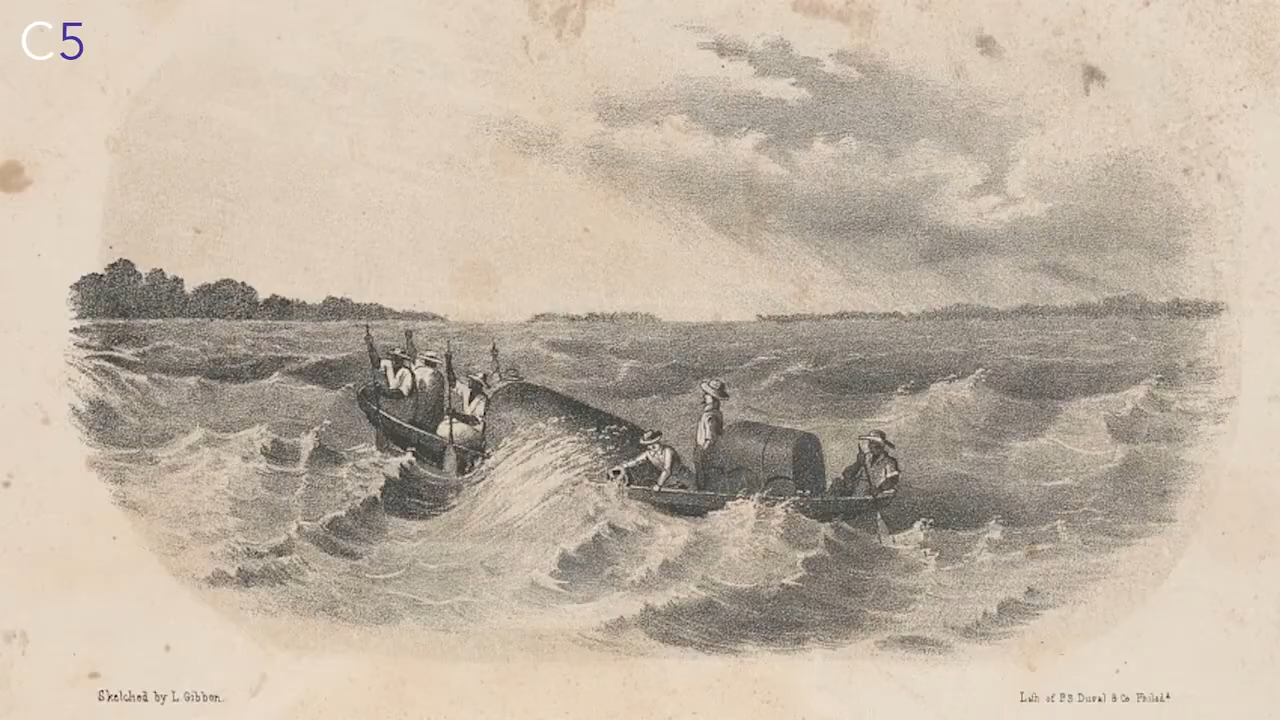 C5
Sketched by L. Gibbon.
Lith of P.S. Duval & Co Philadª